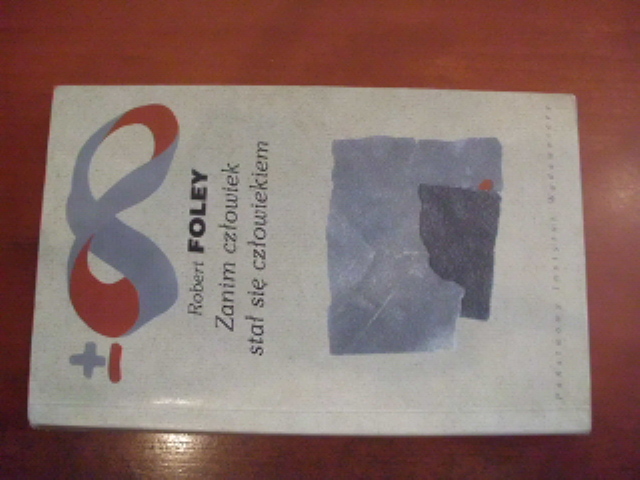 ±
Robert FOLEY
Zanim człowiek
stał się człowiekiem
Państwowy Instytut Wydawniczy